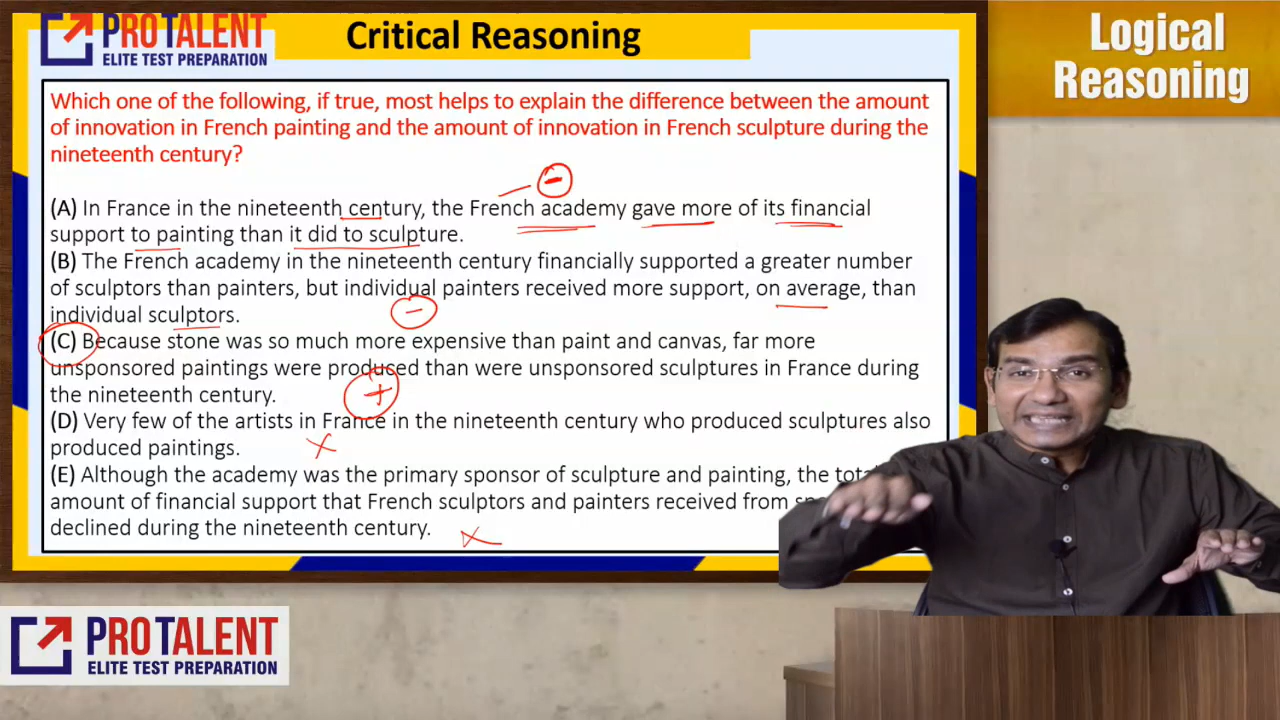 PROTALENT
ELITE TEST PREPARATION
Critical Reasoning
Logical
Reasoning
Which one of the following, if true, most helps to explain the difference between the amount
of innovation in French painting and the amount of innovation in French sculpture during the
nineteenth century?
(A) In France in the nineteenth century, the French academy gave more of its financial
support to painting than it did to sculpture.
(B) The French academy in the nineteenth century financially supported a greater number
of sculptors than painters, but individual painters received more support, on average, than
individual sculptors.
(C) Because stone was so much more expensive than paint and canvas, far more
unsponsored paintings were produced than were unsponsored sculptures in France during
the nineteenth century.
(D) Very few of the artists in France in the nineteenth century who produced sculptures also
produced paintings.
(E) Although the academy was the primary sponsor of sculpture and painting, the
amount of financial support that French sculptors and painters received from
declined during the nineteenth century.
PROTALENT
ELITE TEST PREPARATION